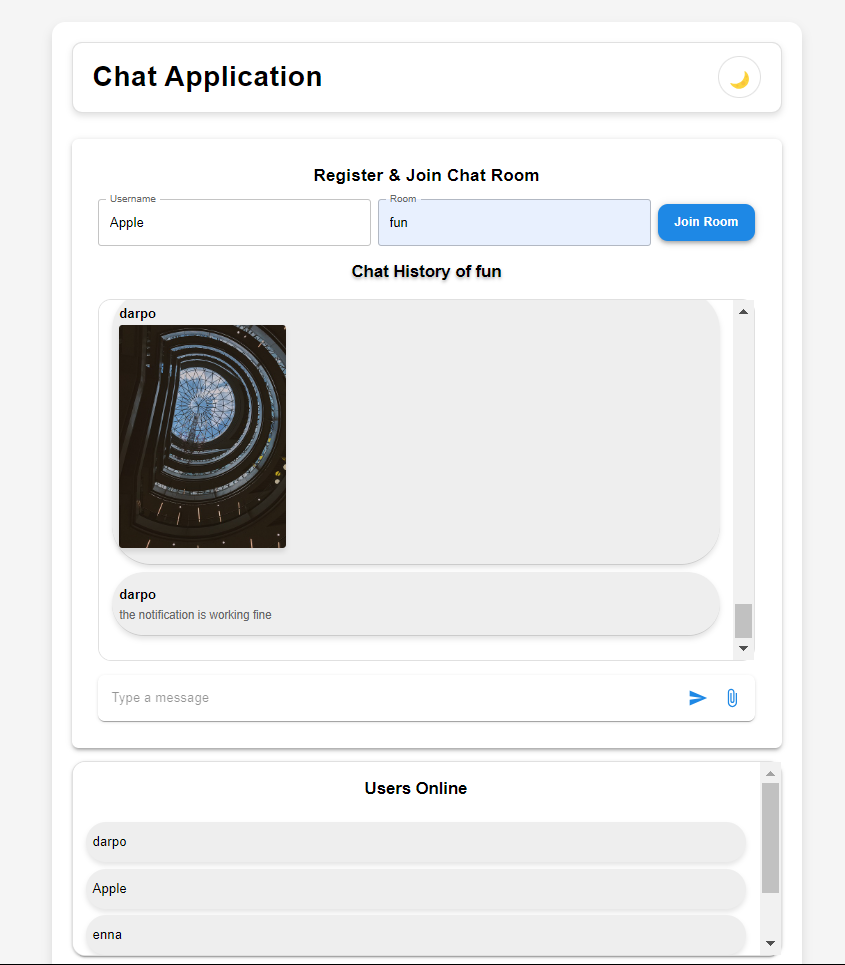 Chat Application
Register & Join Chat Room
Username
Apple
Room
fun
Join Room
Chat History of fun
darpo
darpo
the notification is working fine
Type a message
Users Online
darpo
Apple
enna